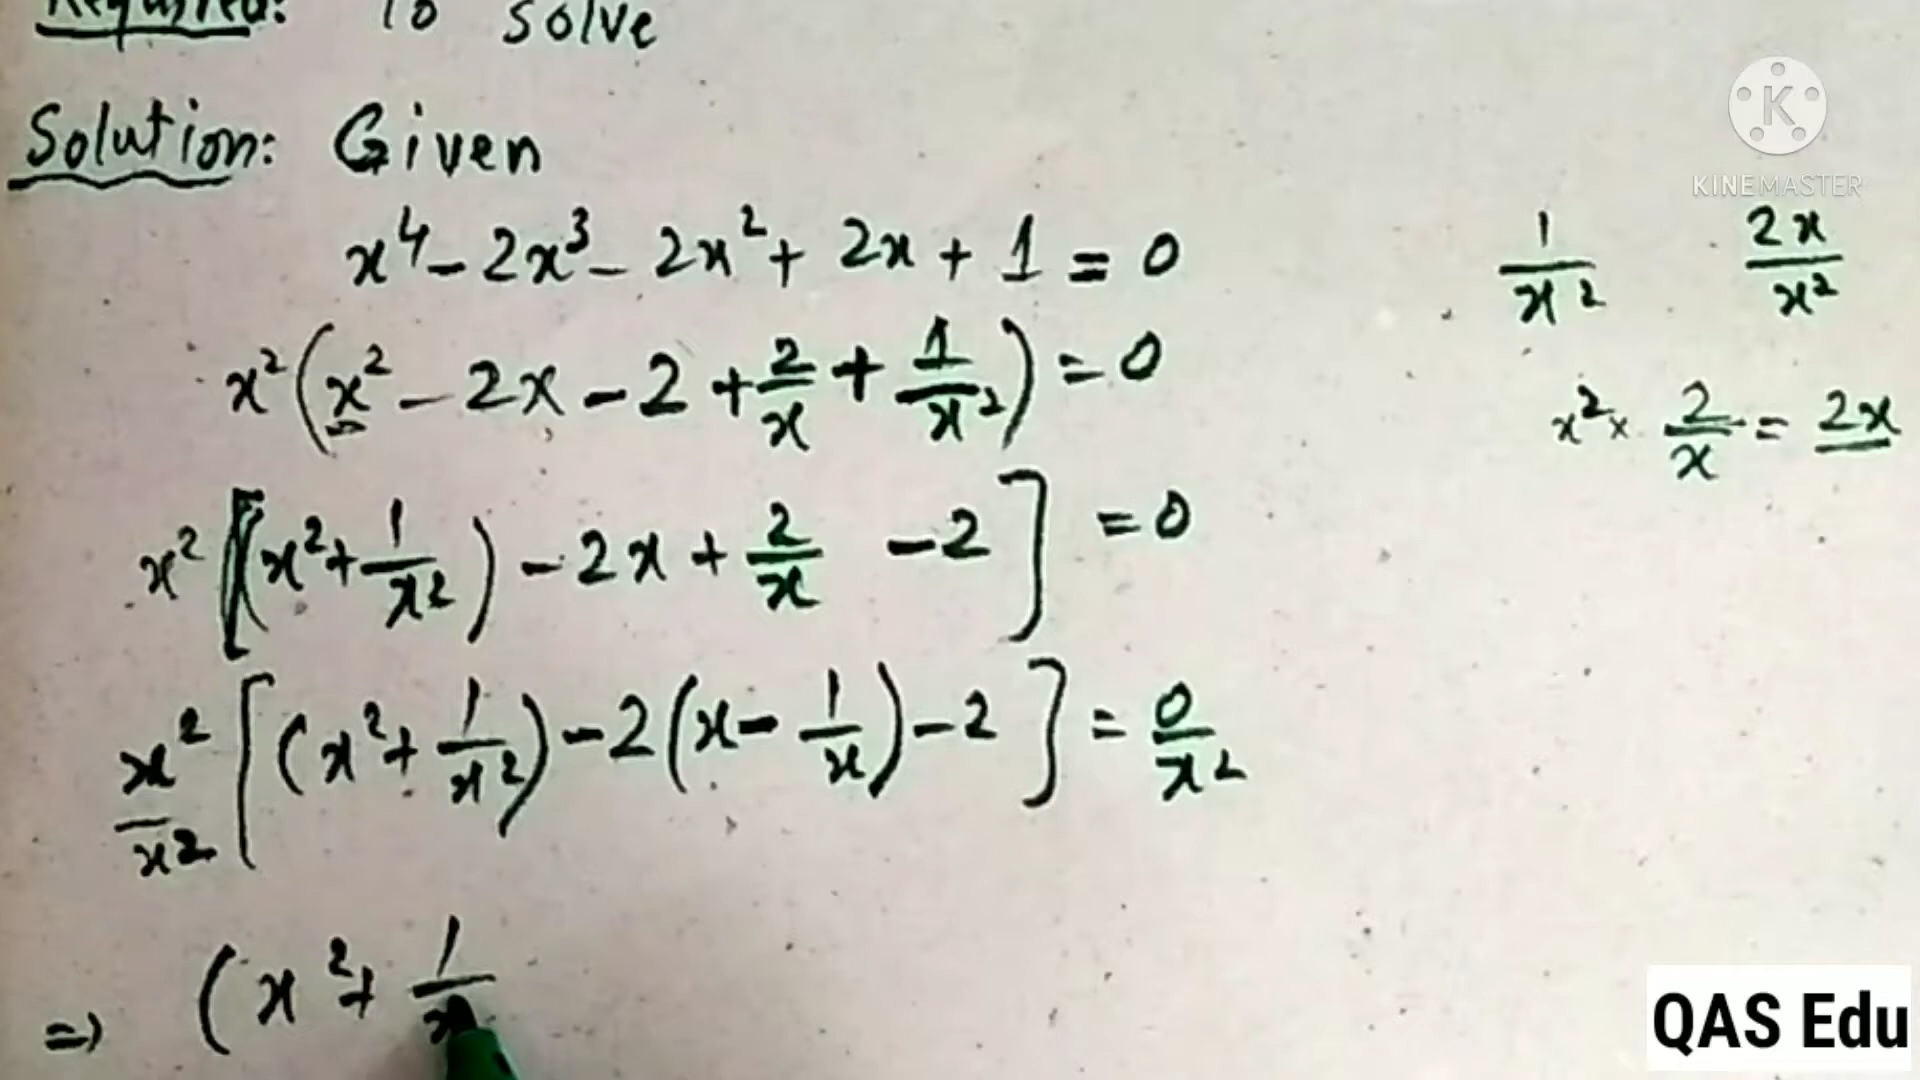 Required: To solve
Solution: Given
x⁴ - 2x³ - 2x² + 2x + 1 = 0
x²(x² - 2x - 2 + 2/x + 1/x²) = 0
x²[(x² + 1/x²) - 2x + 2/x - 2] = 0
x²/x² [(x² + 1/x²) - 2(x - 1/x) - 2] = 0/x²
⇒ (x² + 1/x
K
KINEMASTER
1/x² 2x/x²
x² × 2/x = 2x
QAS Edu